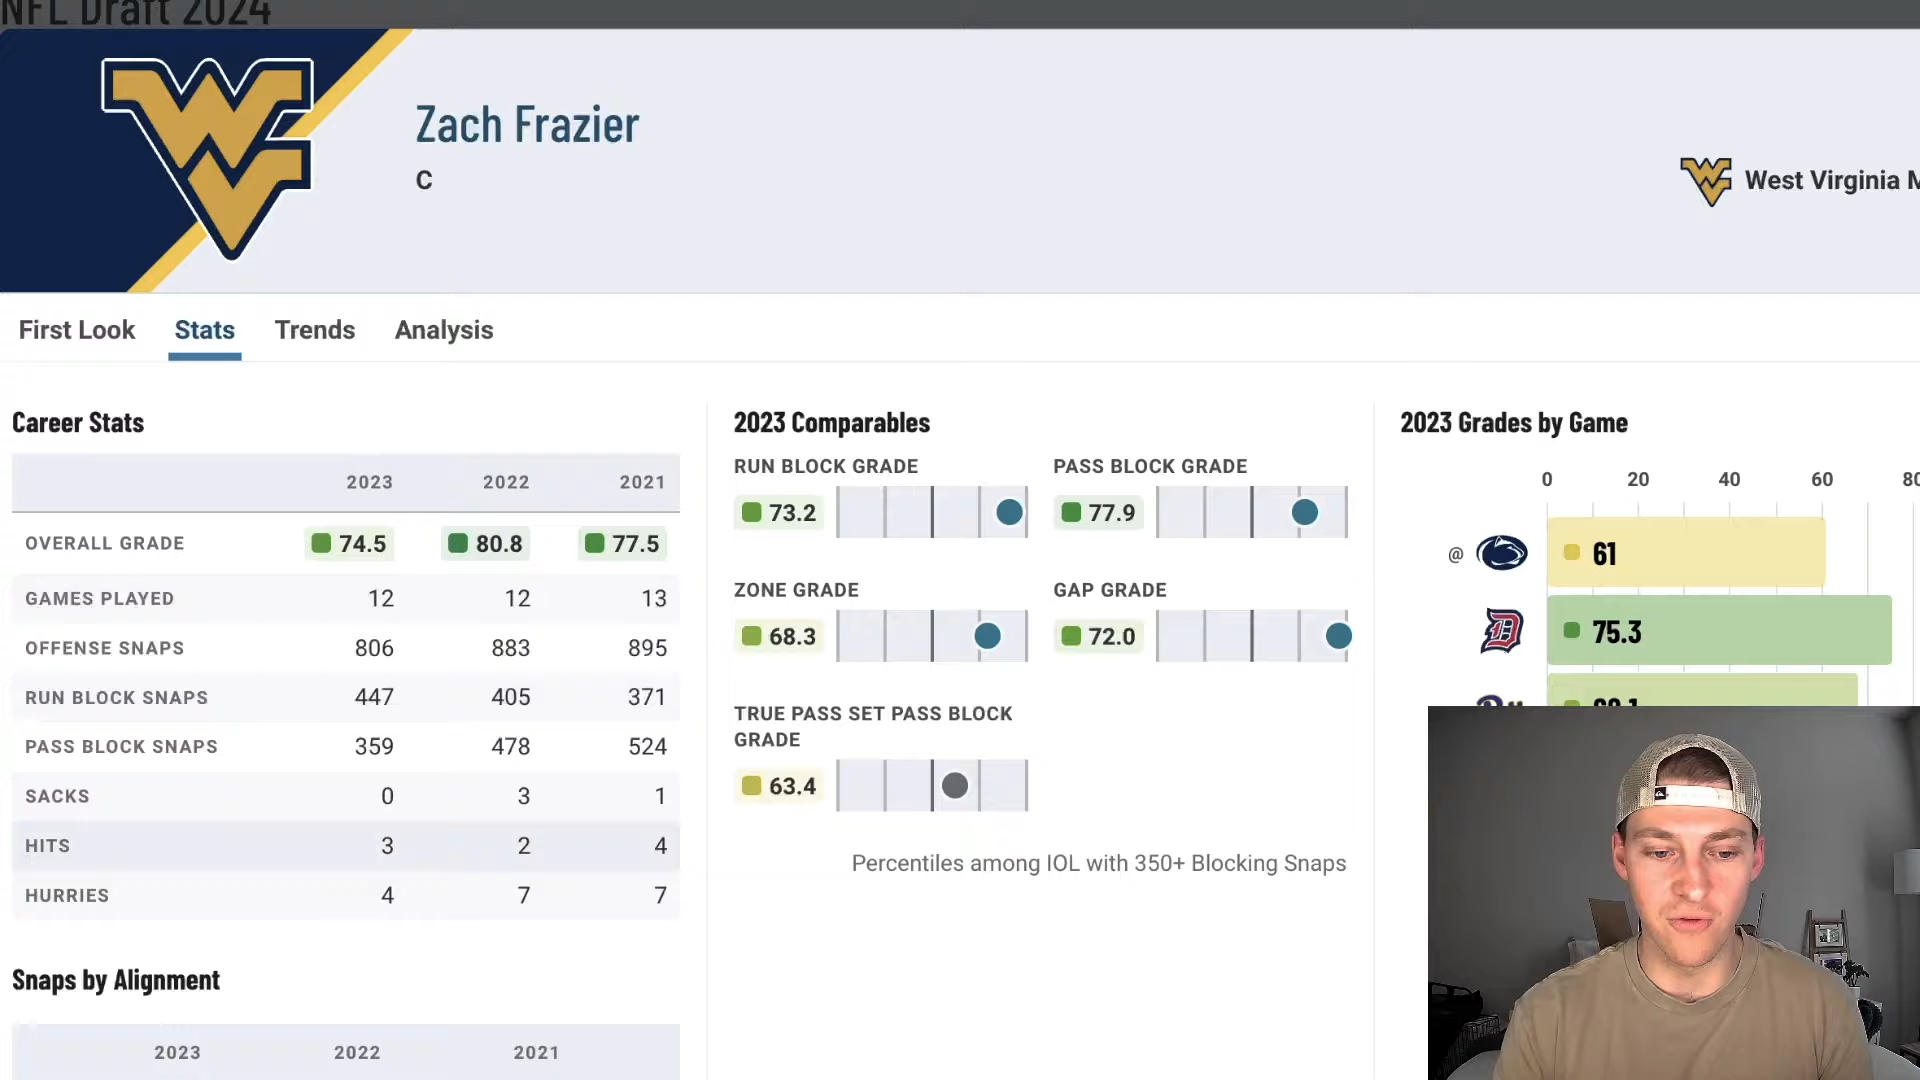 NFL Draft 2024
Zach Frazier
C
West Virginia M
First Look Stats Trends Analysis
Career Stats
2023 2022 2021
OVERALL GRADE 74.5 80.8 77.5
GAMES PLAYED 12 12 13
OFFENSE SNAPS 806 883 895
RUN BLOCK SNAPS 447 405 371
PASS BLOCK SNAPS 359 478 524
SACKS 0 3 1
HITS 3 2 4
HURRIES 4 7 7
Snaps by Alignment
2023 2022 2021
2023 Comparables
RUN BLOCK GRADE PASS BLOCK GRADE
73.2 77.9
ZONE GRADE GAP GRADE
68.3 72.0
TRUE PASS SET PASS BLOCK
GRADE
63.4
Percentiles among IOL with 350+ Blocking Snaps
2023 Grades by Game
0 20 40 60 80
@ 61
75.3